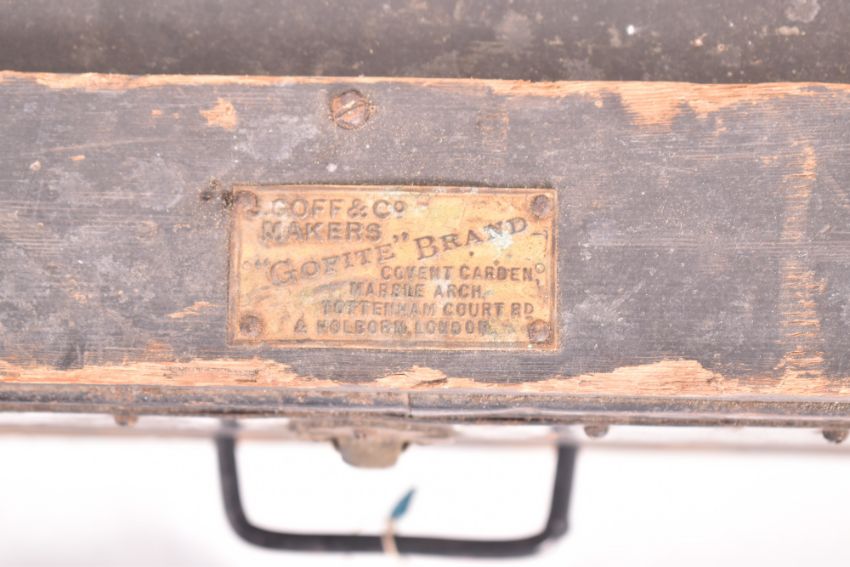 J. GOFF & Co
MAKERS
"GOFITE" BRAND
COVENT GARDEN,
MARBLE ARCH,
TOTTENHAM COURT RD
& HOLBORN, LONDON.